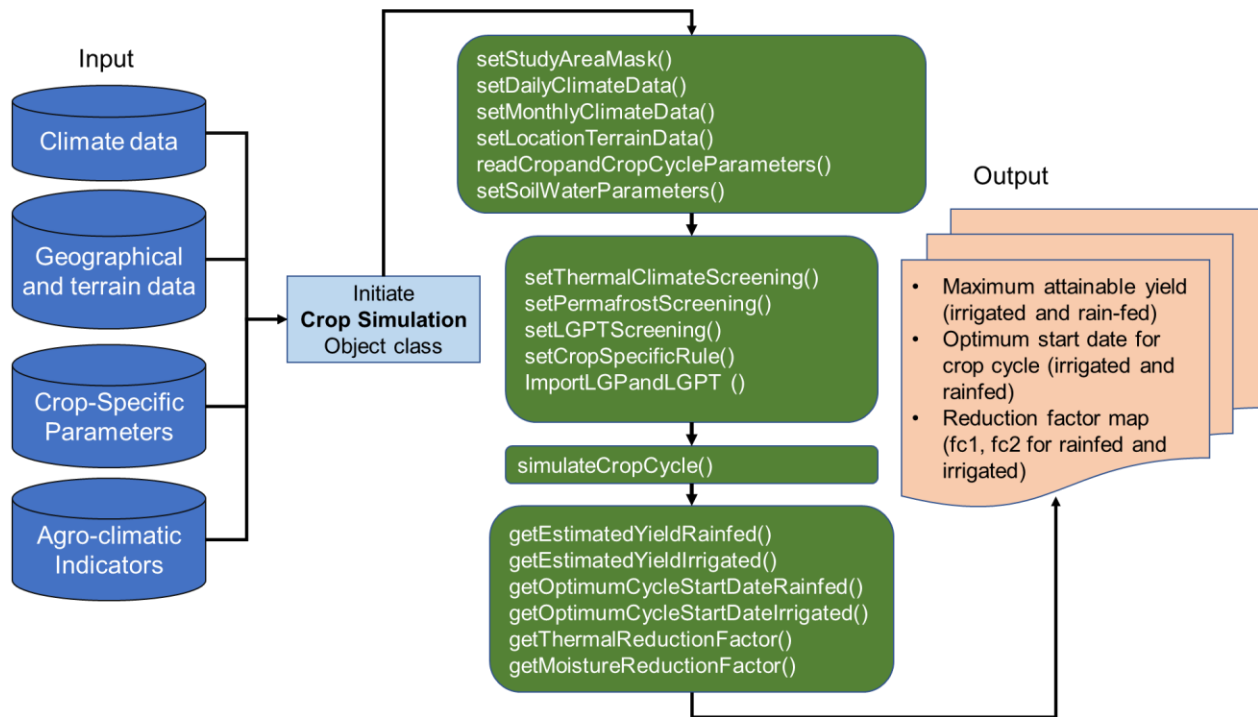 Input
Climate data
Geographical
and terrain data
Crop-Specific
Parameters
Agro-climatic
Indicators
Initiate
Crop Simulation
Object class
setStudyAreaMask()
setDailyClimateData()
setMonthlyClimateData()
setLocationTerrainData()
readCropandCropCycleParameters()
setSoilWaterParameters()
setThermalClimateScreening()
setPermafrostScreening()
setLGPTScreening()
setCropSpecificRule()
ImportLGPandLGPT ()
simulateCropCycle()
getEstimatedYieldRainfed()
getEstimatedYieldIrrigated()
getOptimumCycleStartDateRainfed()
getOptimumCycleStartDateIrrigated()
getThermalReductionFactor()
getMoistureReductionFactor()
Output
• Maximum attainable yield
(irrigated and rain-fed)
• Optimum start date for
crop cycle (irrigated and
rainfed)
• Reduction factor map
(fc1, fc2 for rainfed and
irrigated)